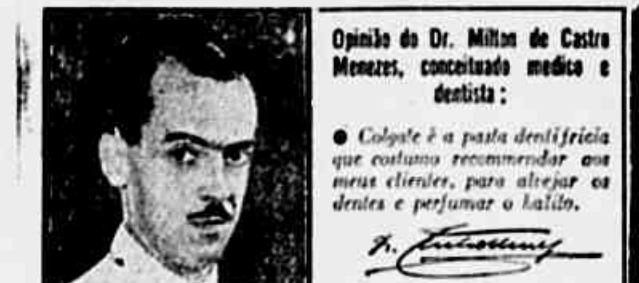 Opinião do Dr. Milton de Castro
Menezes, conceituado medico e
dentista :
● Colgate é a pasta dentifricia
que costumo recommendar aos
meus clientes, para alvejar os
dentes e perfumar o halito.
Dr.